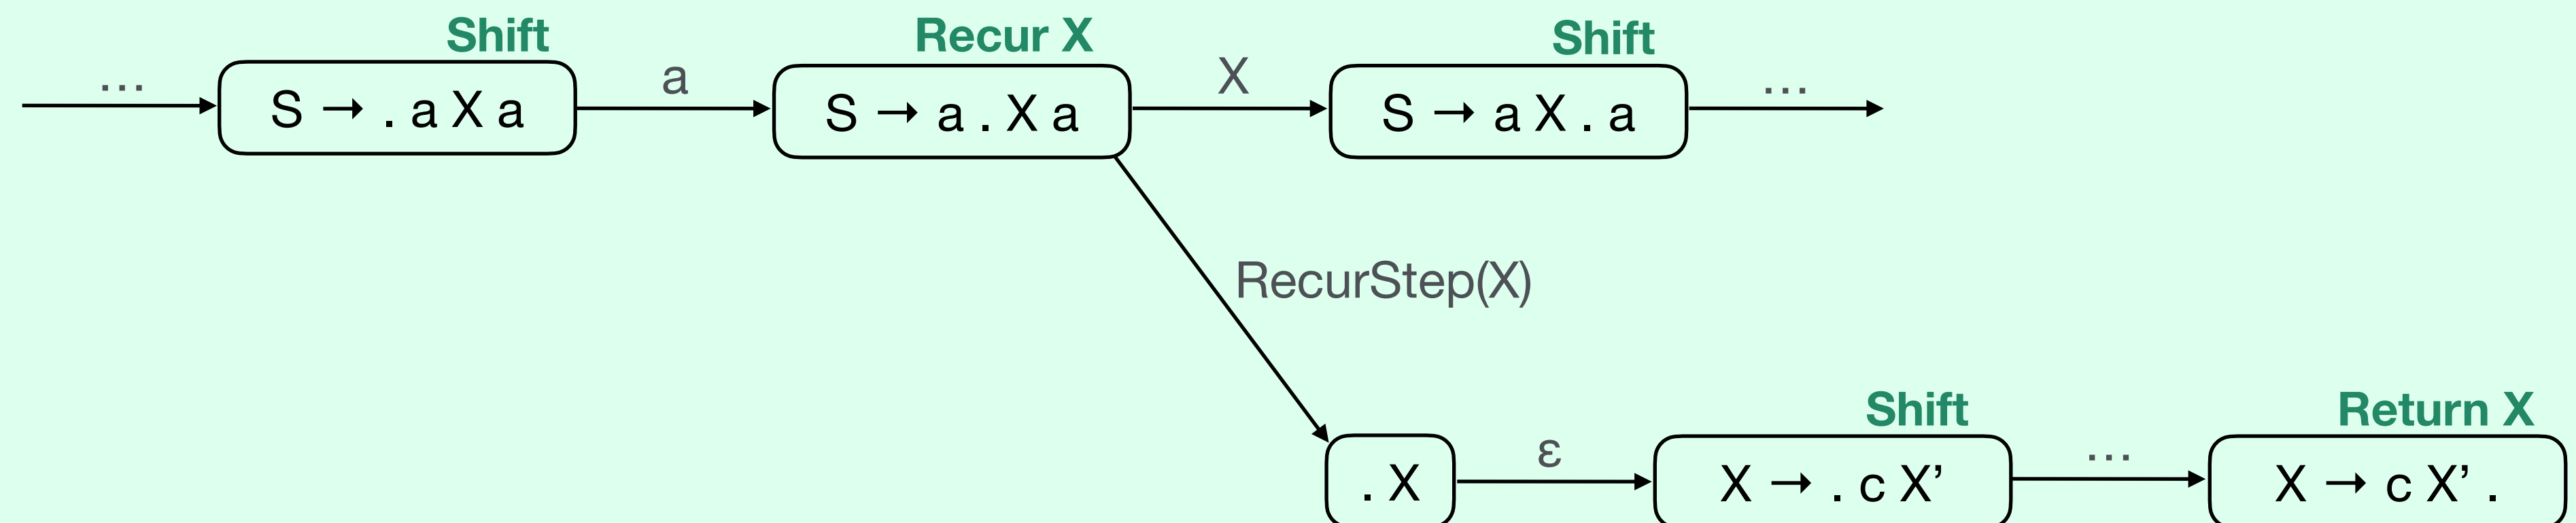 Shift Recur X Shift
... a X ...
S → . a X a S → a . X a S → a X . a
RecurStep(X)
Shift Return X
ε ...
. X X → . c X’ X → c X’ .